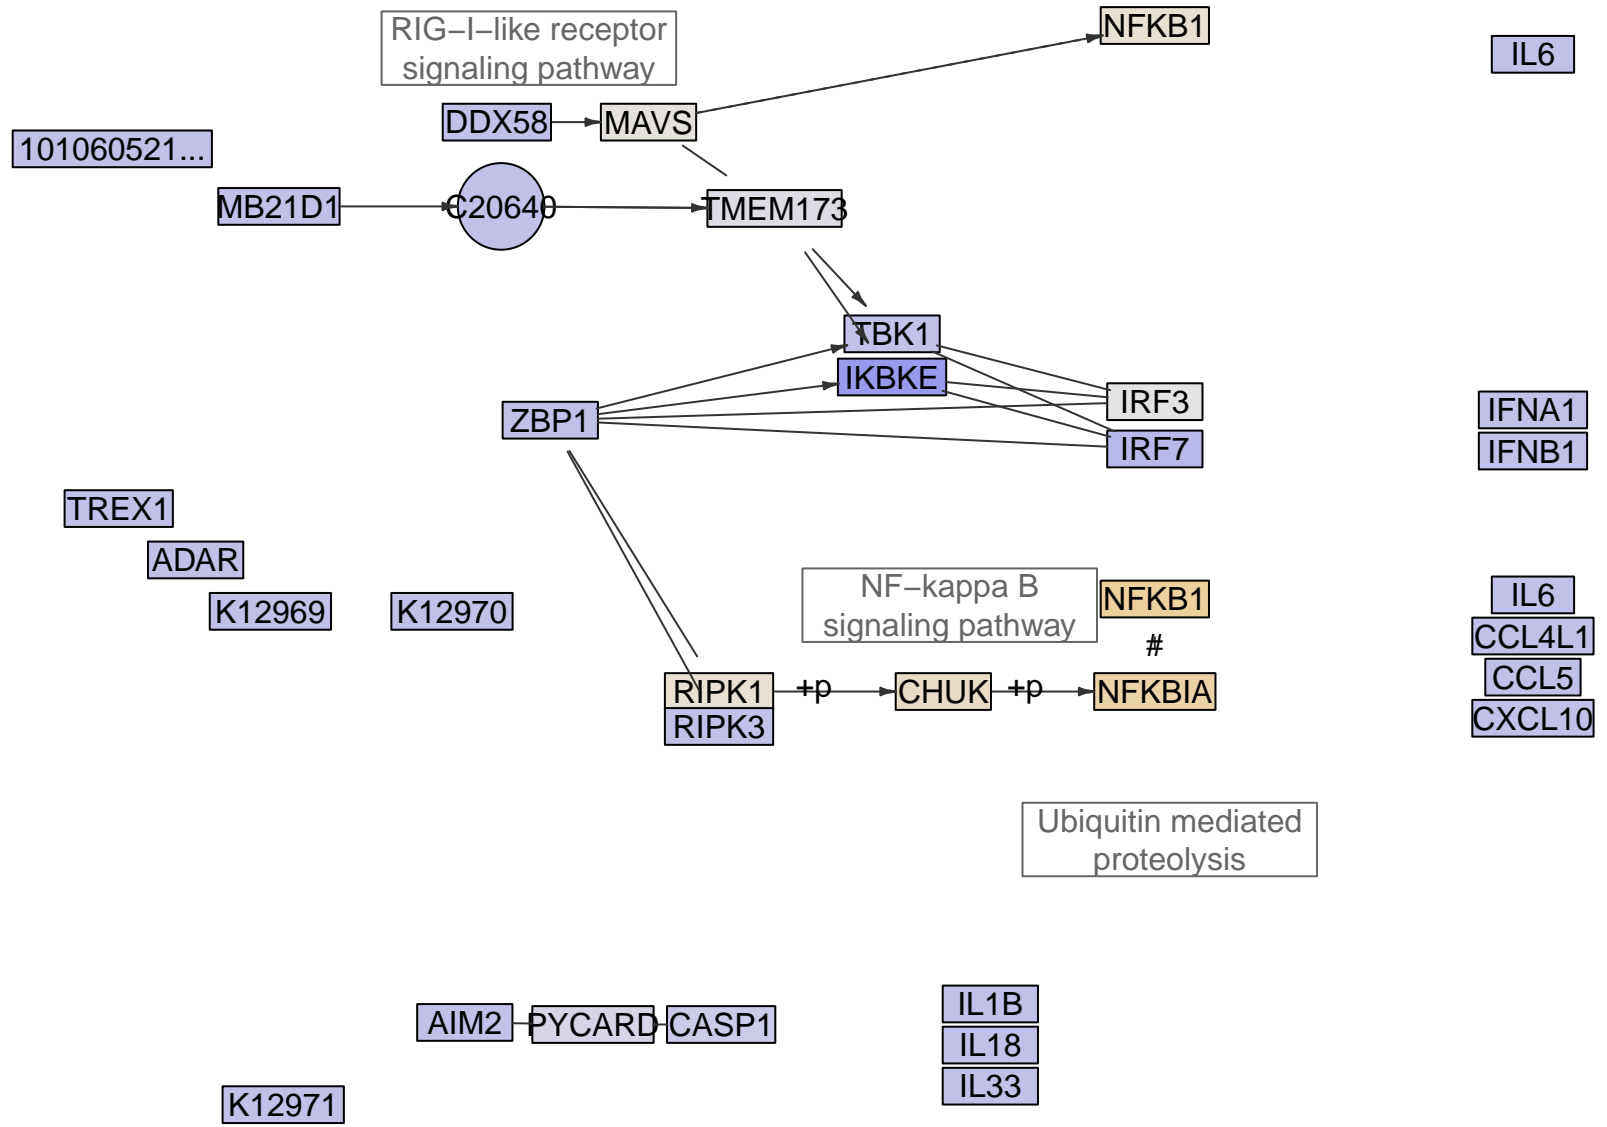 RIG−I−like receptor
signaling pathway
NFKB1
IL6
DDX58
MAVS
101060521...
MB21D1
C20640
TMEM173
TBK1
IKBKE
ZBP1
IRF3
IRF7
IFNA1
IFNB1
TREX1
ADAR
K12969
K12970
NF−kappa B
signaling pathway
NFKB1
#
IL6
CCL4L1
CCL5
CXCL10
RIPK1
+p
CHUK
+p
NFKBIA
RIPK3
Ubiquitin mediated
proteolysis
AIM2
PYCARD
CASP1
IL1B
IL18
IL33
K12971